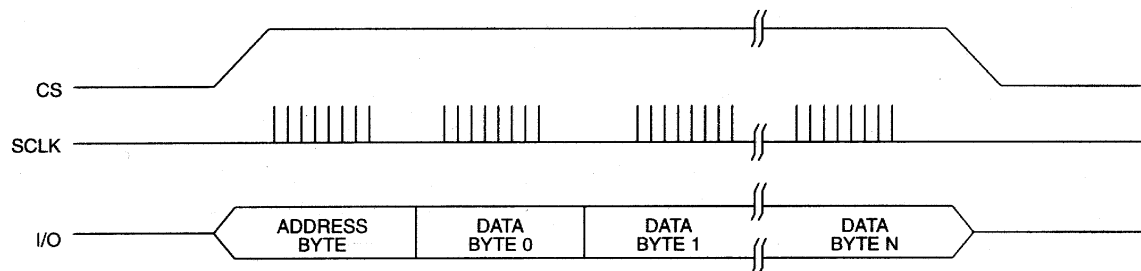 CS
SCLK
I/O
ADDRESS
BYTE
DATA
BYTE 0
DATA
BYTE 1
DATA
BYTE N